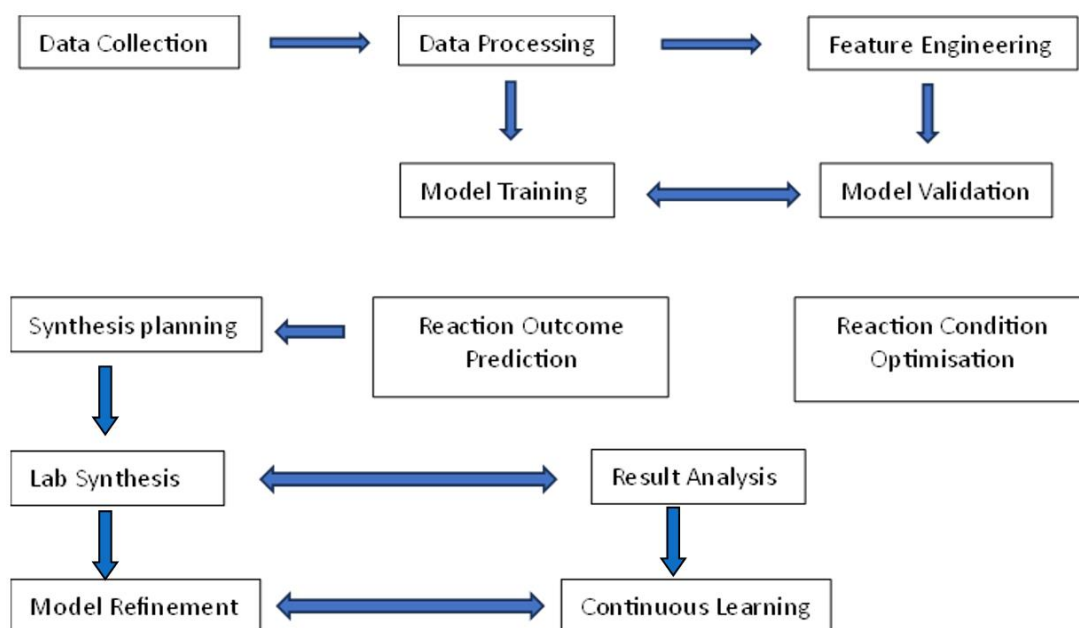 Data Collection
Data Processing
Feature Engineering
Model Training
Model Validation
Synthesis planning
Reaction Outcome
Prediction
Reaction Condition
Optimisation
Lab Synthesis
Result Analysis
Model Refinement
Continuous Learning